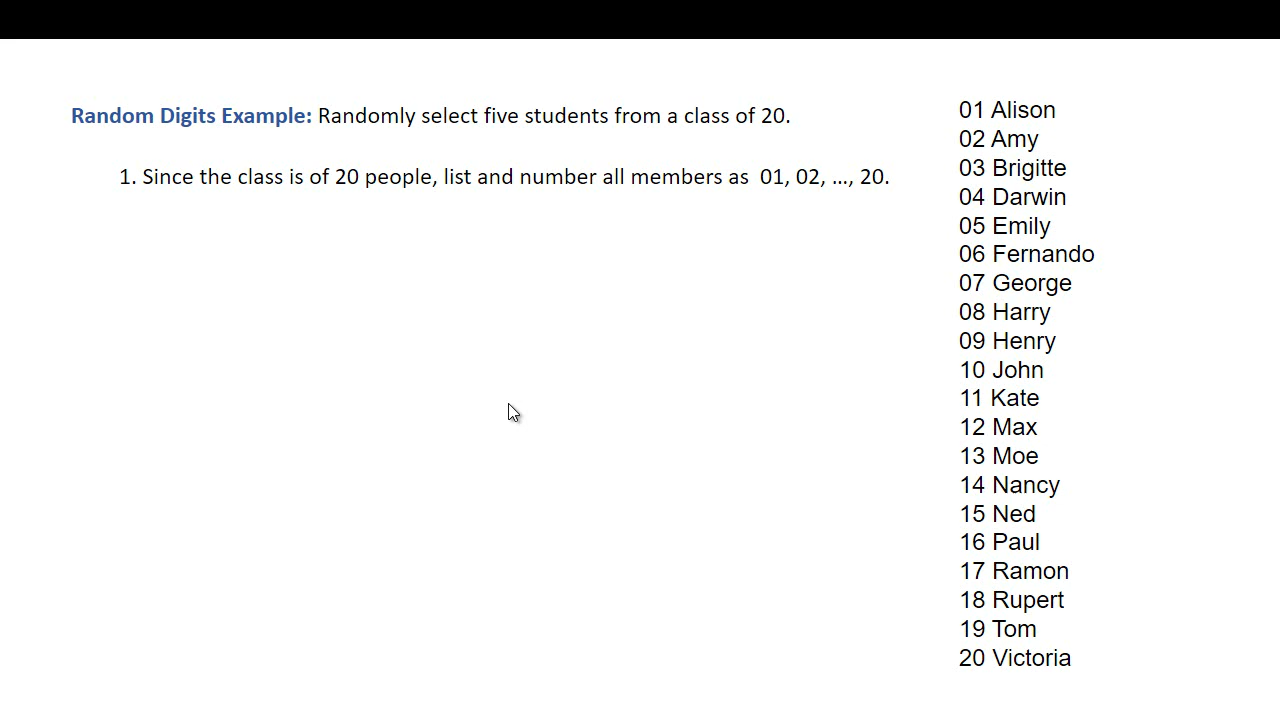 Random Digits Example: Randomly select five students from a class of 20.
1. Since the class is of 20 people, list and number all members as  01, 02, ..., 20.
01 Alison
02 Amy
03 Brigitte
04 Darwin
05 Emily
06 Fernando
07 George
08 Harry
09 Henry
10 John
11 Kate
12 Max
13 Moe
14 Nancy
15 Ned
16 Paul
17 Ramon
18 Rupert
19 Tom
20 Victoria